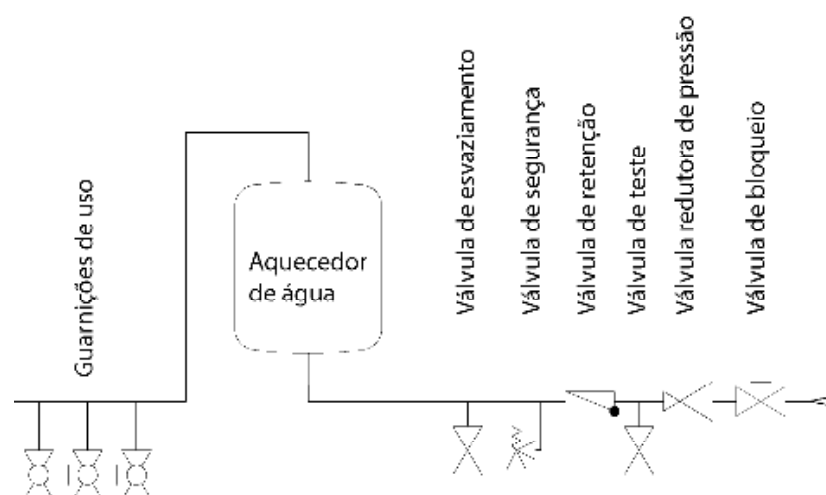 Guarnições de uso
Aquecedor
de água
Válvula de esvaziamento
Válvula de segurança
Válvula de retenção
Válvula de teste
Válvula redutora de pressão
Válvula de bloqueio